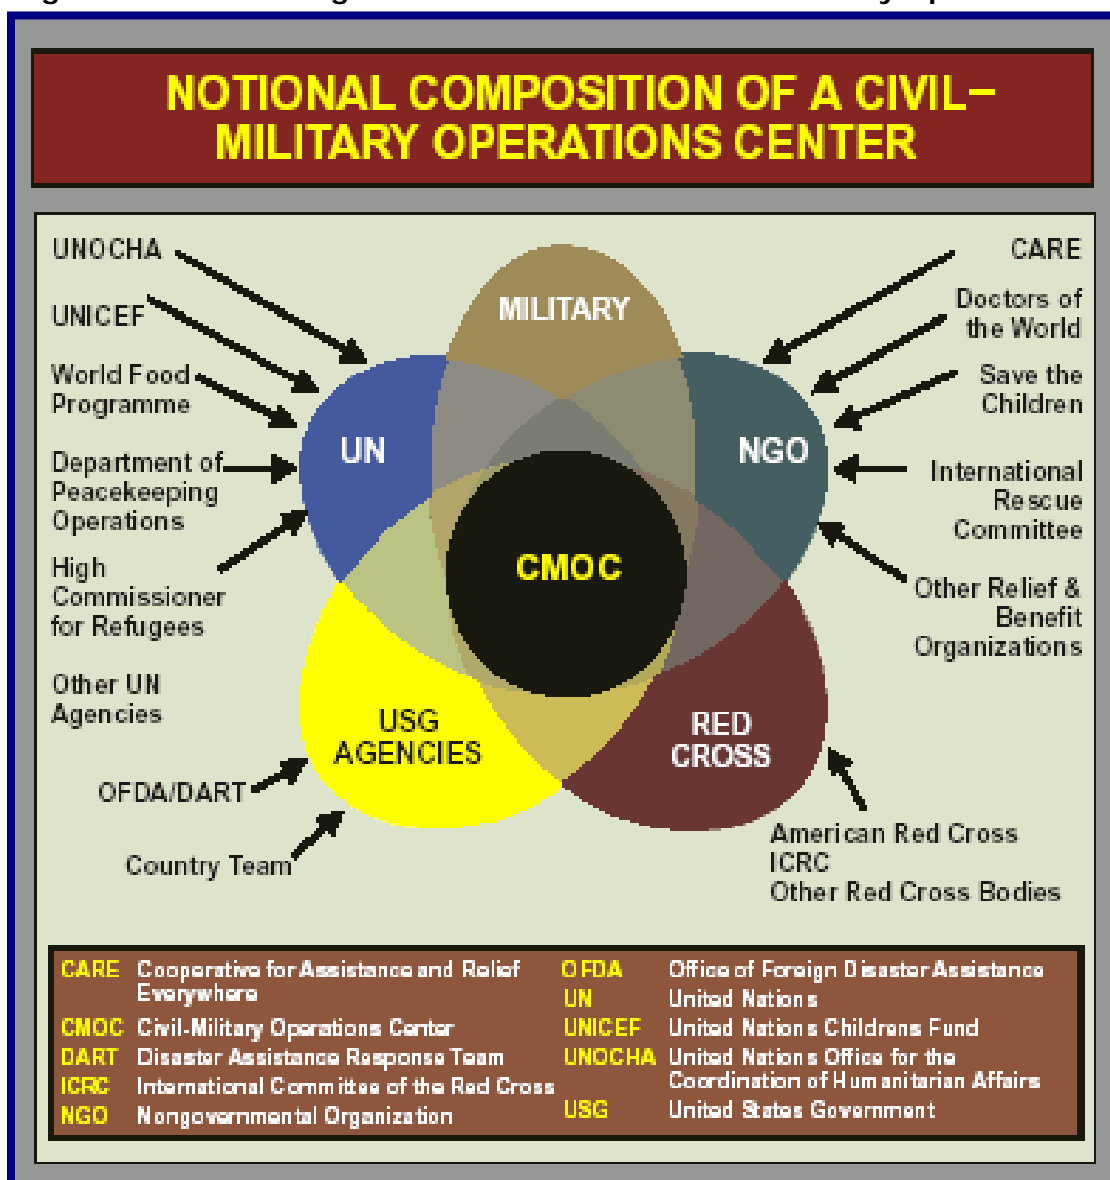 NOTIONAL COMPOSITION OF A CIVIL–
MILITARY OPERATIONS CENTER
UNOCHA
UNICEF
World Food
Programme
Department of
Peacekeeping
Operations
High
Commissioner
for Refugees
Other UN
Agencies
OFDA/DART
Country Team
MILITARY
UN
NGO
CMOC
USG
AGENCIES
RED
CROSS
CARE
Doctors of
the World
Save the
Children
International
Rescue
Committee
Other Relief &
Benefit
Organizations
American Red Cross
ICRC
Other Red Cross Bodies
CARE Cooperative for Assistance and Relief
Everywhere
CMOC Civil-Military Operations Center
DART Disaster Assistance Response Team
ICRC International Committee of the Red Cross
NGO Nongovernmental Organization
OFDA Office of Foreign Disaster Assistance
UN United Nations
UNICEF United Nations Childrens Fund
UNOCHA United Nations Office for the
Coordination of Humanitarian Affairs
USG United States Government